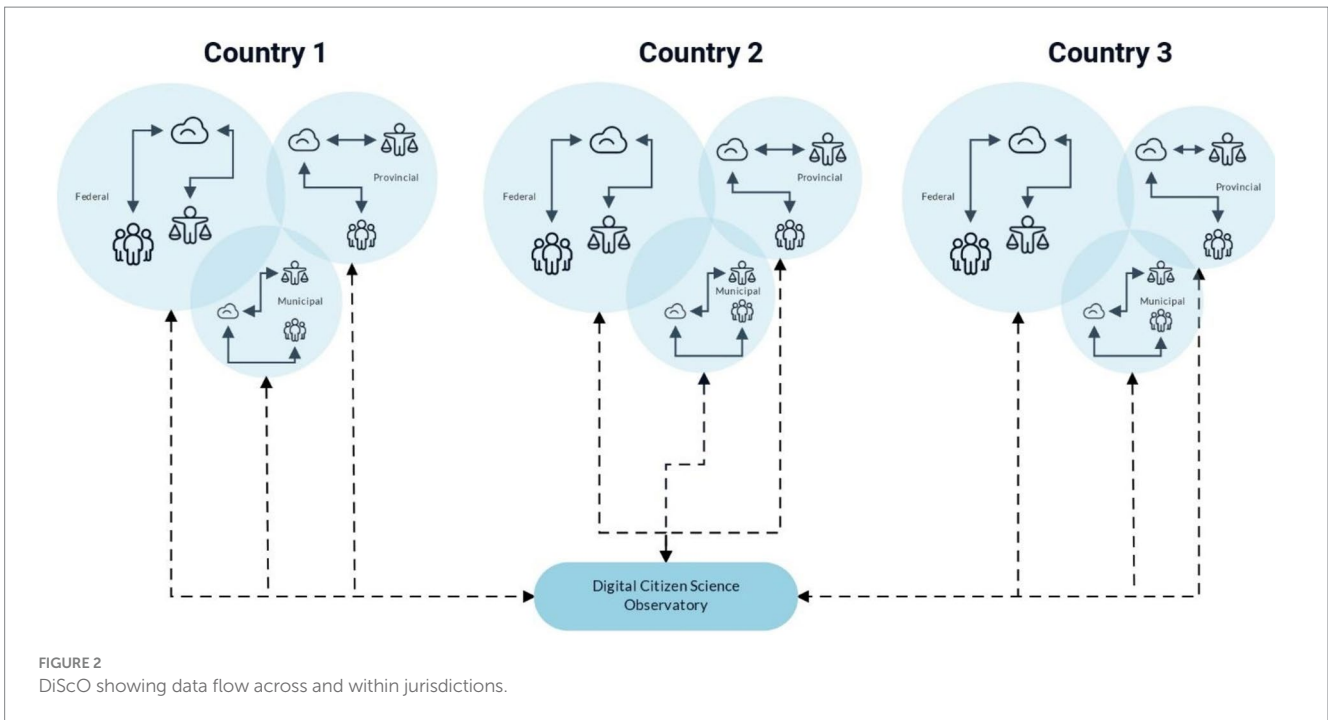 Country 1
Country 2
Country 3
Federal
Provincial
Municipal
Federal
Provincial
Municipal
Federal
Provincial
Municipal
Digital Citizen Science
Observatory
FIGURE 2
DiScO showing data flow across and within jurisdictions.